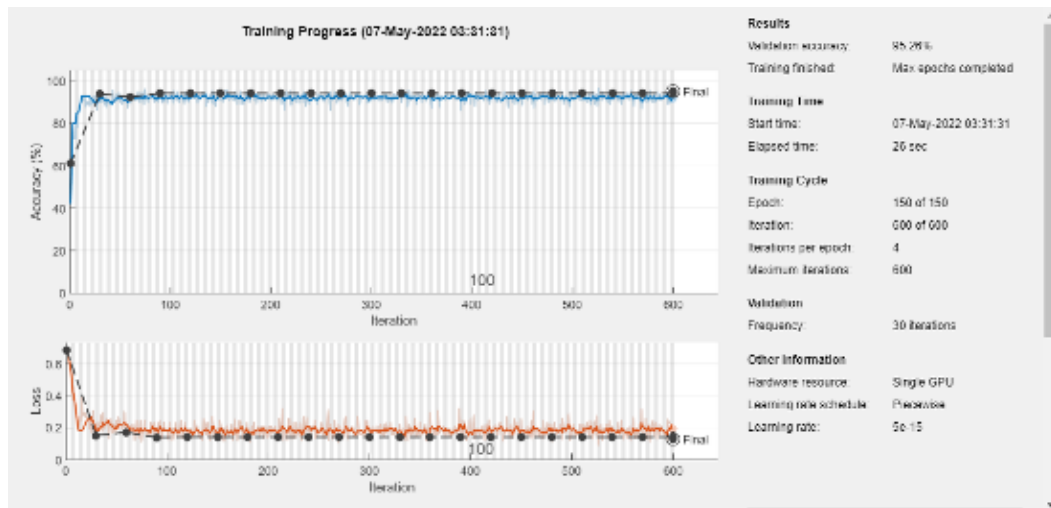 Training Progress (07-May-2022 03:31:31)
100
80
60
40
20
0
Accuracy (%)
Final
100
0 100 200 300 400 500 600
Iteration
0.6
0.4
0.2
0
Loss
Final
100
0 100 200 300 400 500 600
Iteration
Results
Validation accuracy: 95.26%
Training finished: Max epochs completed
Training Time
Start time: 07-May-2022 03:31:31
Elapsed time: 26 sec
Training Cycle
Epoch: 150 of 150
Iteration: 600 of 600
Iterations per epoch: 4
Maximum iterations: 600
Validation
Frequency: 30 iterations
Other Information
Hardware resource: Single GPU
Learning rate schedule: Piecewise
Learning rate: 5e-15